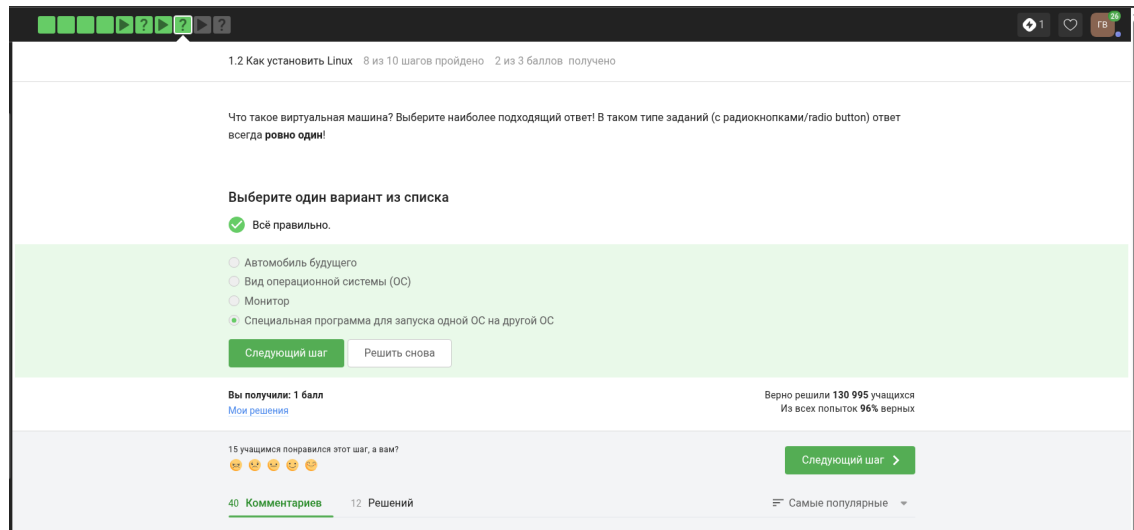 ? ? ?
1 ГВ 26
1.2 Как установить Linux 8 из 10 шагов пройдено 2 из 3 баллов получено
Что такое виртуальная машина? Выберите наиболее подходящий ответ! В таком типе заданий (с радиокнопками/radio button) ответ
всегда ровно один!
Выберите один вариант из списка
Всё правильно.
Автомобиль будущего
Вид операционной системы (ОС)
Монитор
Специальная программа для запуска одной ОС на другой ОС
Следующий шаг Решить снова
Вы получили: 1 балл
Мои решения
Верно решили 130 995 учащихся
Из всех попыток 96% верных
15 учащимся понравился этот шаг, а вам?
Следующий шаг
40 Комментариев 12 Решений Самые популярные